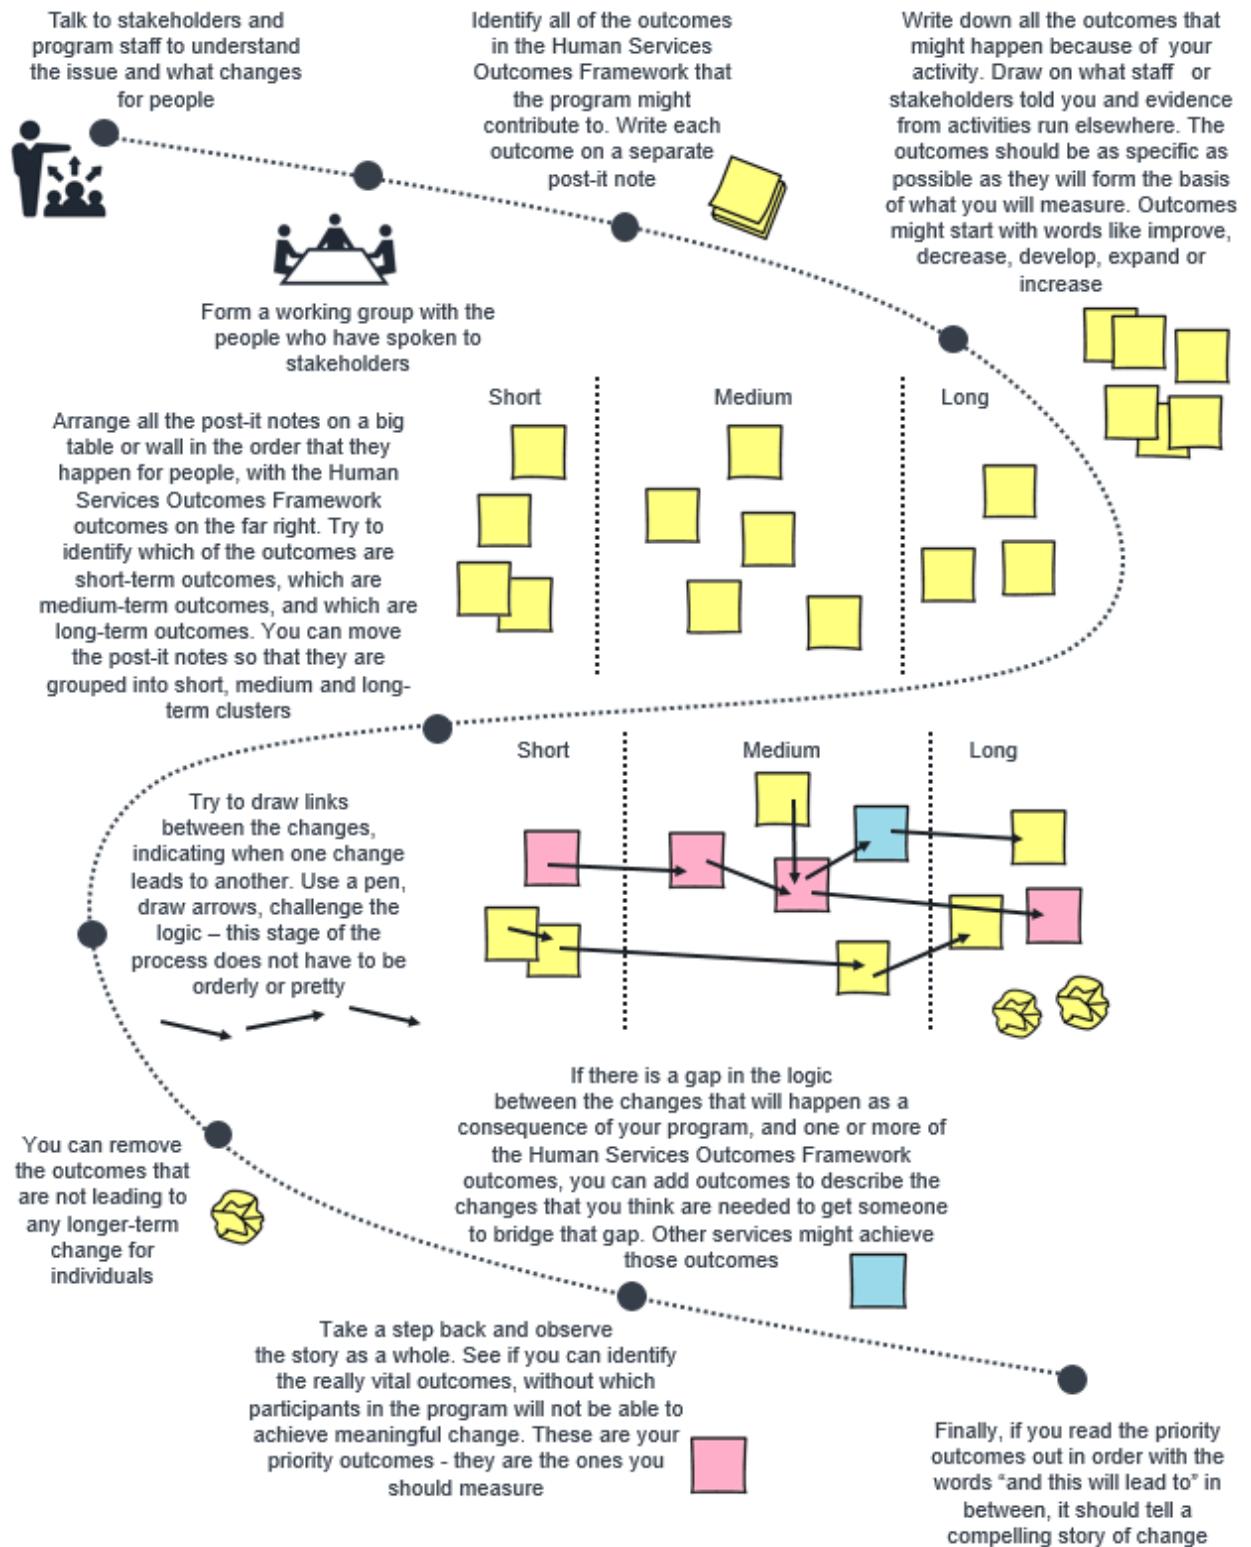 Talk to stakeholders and
program staff to understand
the issue and what changes
for people
Form a working group with the
people who have spoken to
stakeholders
Identify all of the outcomes
in the Human Services
Outcomes Framework that
the program might
contribute to. Write each
outcome on a separate
post-it note
Write down all the outcomes that
might happen because of your
activity. Draw on what staff or
stakeholders told you and evidence
from activities run elsewhere. The
outcomes should be as specific as
possible as they will form the basis
of what you will measure. Outcomes
might start with words like improve,
decrease, develop, expand or
increase
Arrange all the post-it notes on a big
table or wall in the order that they
happen for people, with the Human
Services Outcomes Framework
outcomes on the far right. Try to
identify which of the outcomes are
short-term outcomes, which are
medium-term outcomes, and which are
long-term outcomes. You can move
the post-it notes so that they are
grouped into short, medium and long-
term clusters
Short
Medium
Long
Try to draw links
between the changes,
indicating when one change
leads to another. Use a pen,
draw arrows, challenge the
logic – this stage of the
process does not have to be
orderly or pretty
Short
Medium
Long
You can remove
the outcomes that
are not leading to
any longer-term
change for
individuals
If there is a gap in the logic
between the changes that will happen as a
consequence of your program, and one or more of
the Human Services Outcomes Framework
outcomes, you can add outcomes to describe the
changes that you think are needed to get someone
to bridge that gap. Other services might achieve
those outcomes
Take a step back and observe
the story as a whole. See if you can identify
the really vital outcomes, without which
participants in the program will not be able to
achieve meaningful change. These are your
priority outcomes - they are the ones you
should measure
Finally, if you read the priority
outcomes out in order with the
words “and this will lead to” in
between, it should tell a
compelling story of change